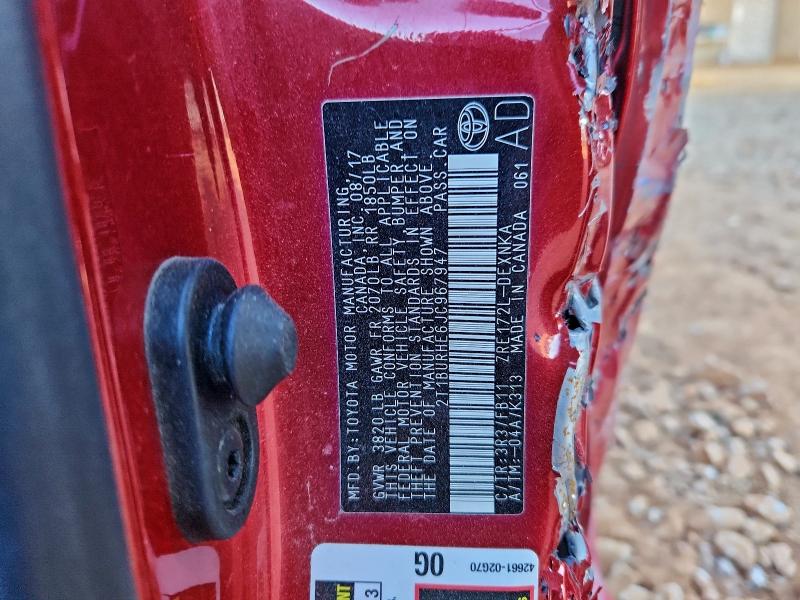 MFD.BY:TOYOTA MOTOR MANUFACTURING
CANADA, INC. 08/17
GVWR 3820LB GAWR FR 2020LB RR 1850LB
THIS VEHICLE CONFORMS TO ALL APPLICABLE
FEDERAL MOTOR VEHICLE SAFETY, BUMPER AND
THEFT PREVENTION STANDARDS IN EFFECT ON
THE DATE OF MANUFACTURE SHOWN ABOVE.
2T1BURHE6JC967947 PASS.CAR
C/TR:3R3/FB11 ZRE172L-DEXNKA
A/TM:-04A/K313 MADE IN CANADA 061
AD
0G
42661-02G70